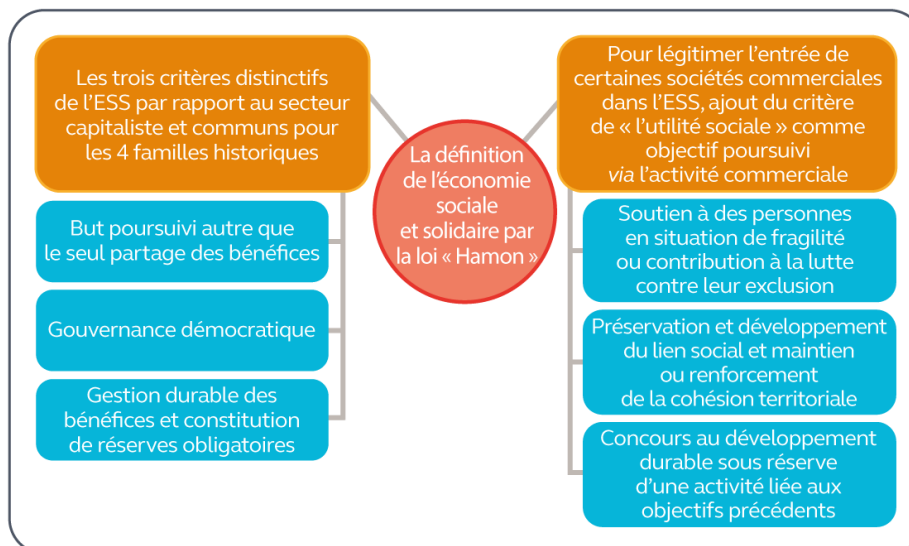 Les trois critères distinctifs
de l'ESS par rapport au secteur
capitaliste et communs pour
les 4 familles historiques
But poursuivi autre que
le seul partage des bénéfices
Gouvernance démocratique
Gestion durable des
bénéfices et constitution
de réserves obligatoires
La définition
de l'économie
sociale
et solidaire par
la loi « Hamon »
Pour légitimer l'entrée de
certaines sociétés commerciales
dans l'ESS, ajout du critère
de « l'utilité sociale » comme
objectif poursuivi
via l'activité commerciale
Soutien à des personnes
en situation de fragilité
ou contribution à la lutte
contre leur exclusion
Préservation et développement
du lien social et maintien
ou renforcement
de la cohésion territoriale
Concours au développement
durable sous réserve
d'une activité liée aux
objectifs précédents